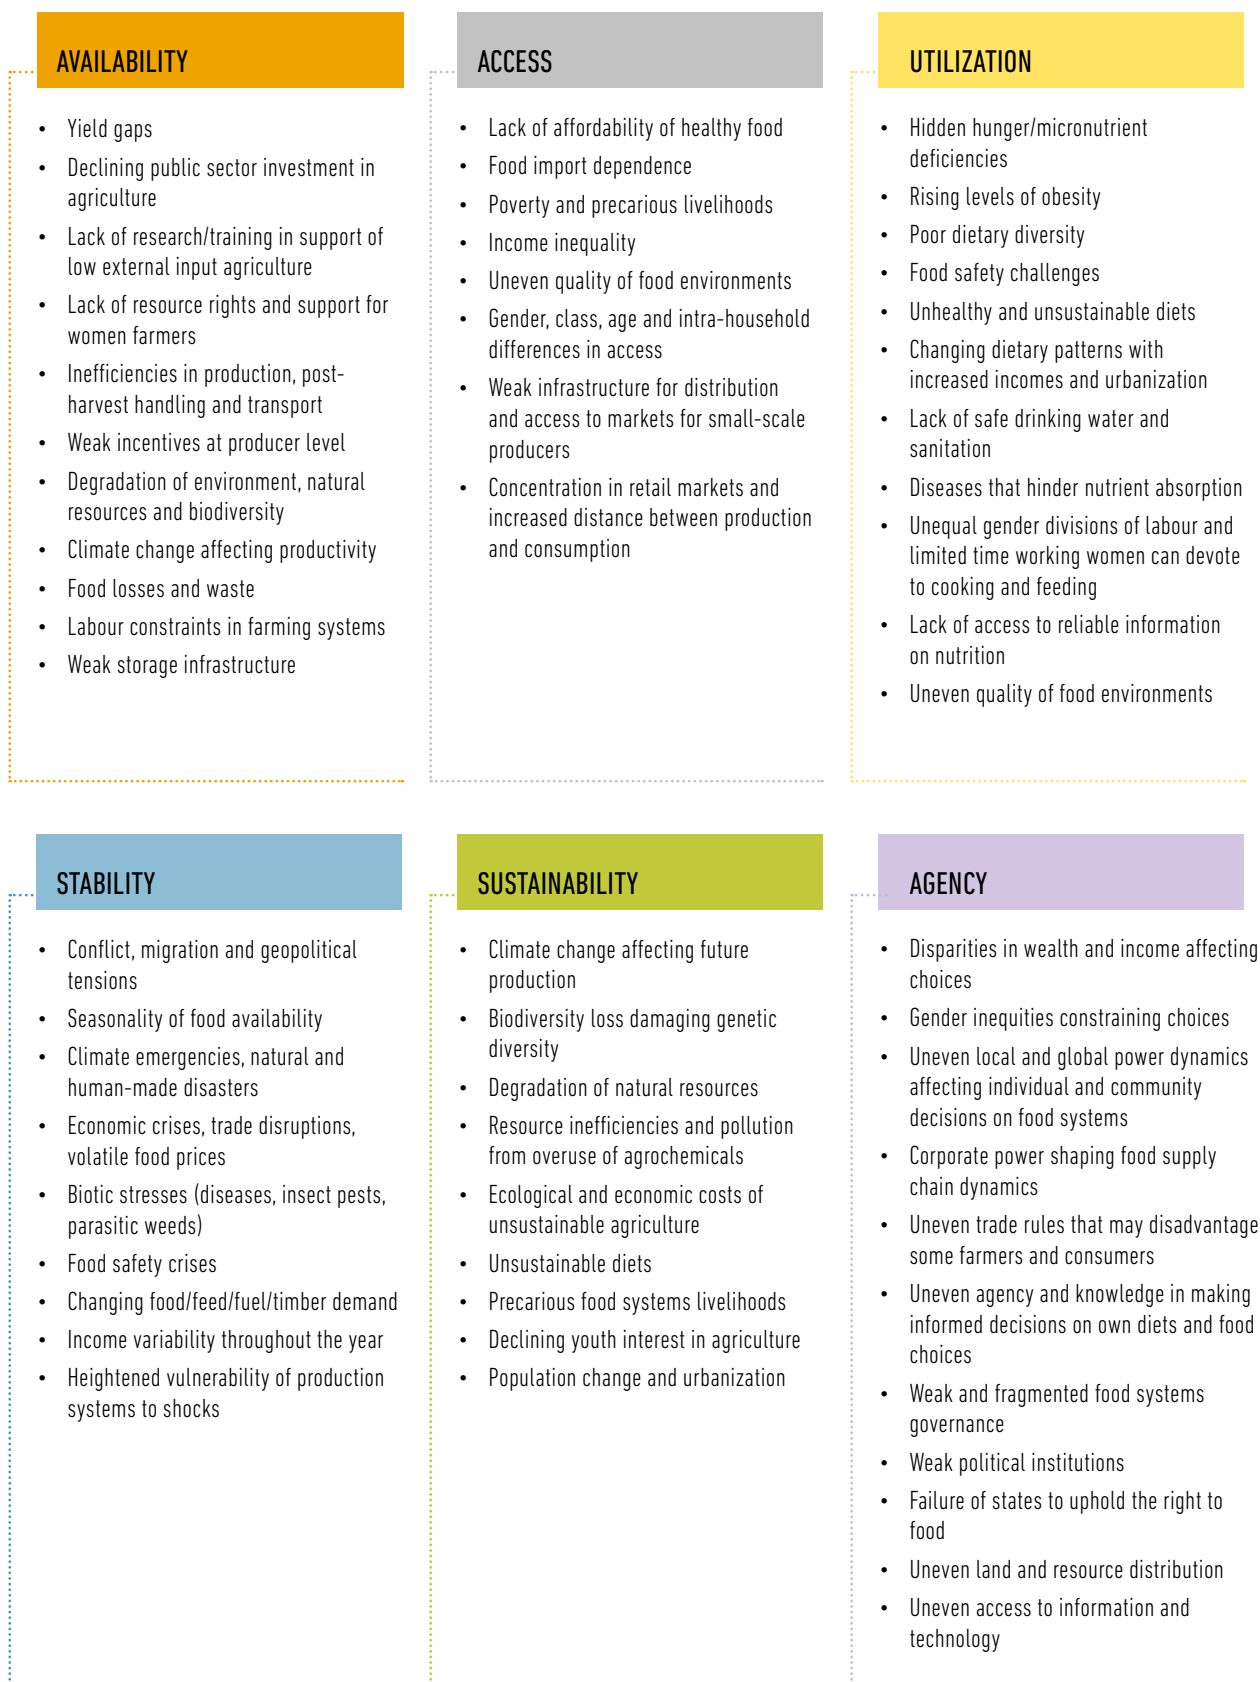 AVAILABILITY
• Yield gaps
• Declining public sector investment in
agriculture
• Lack of research/training in support of
low external input agriculture
• Lack of resource rights and support for
women farmers
• Inefficiencies in production, post-
harvest handling and transport
• Weak incentives at producer level
• Degradation of environment, natural
resources and biodiversity
• Climate change affecting productivity
• Food losses and waste
• Labour constraints in farming systems
• Weak storage infrastructure
ACCESS
• Lack of affordability of healthy food
• Food import dependence
• Poverty and precarious livelihoods
• Income inequality
• Uneven quality of food environments
• Gender, class, age and intra-household
differences in access
• Weak infrastructure for distribution
and access to markets for small-scale
producers
• Concentration in retail markets and
increased distance between production
and consumption
UTILIZATION
• Hidden hunger/micronutrient
deficiencies
• Rising levels of obesity
• Poor dietary diversity
• Food safety challenges
• Unhealthy and unsustainable diets
• Changing dietary patterns with
increased incomes and urbanization
• Lack of safe drinking water and
sanitation
• Diseases that hinder nutrient absorption
• Unequal gender divisions of labour and
limited time working women can devote
to cooking and feeding
• Lack of access to reliable information
on nutrition
• Uneven quality of food environments
STABILITY
• Conflict, migration and geopolitical
tensions
• Seasonality of food availability
• Climate emergencies, natural and
human-made disasters
• Economic crises, trade disruptions,
volatile food prices
• Biotic stresses (diseases, insect pests,
parasitic weeds)
• Food safety crises
• Changing food/feed/fuel/timber demand
• Income variability throughout the year
• Heightened vulnerability of production
systems to shocks
SUSTAINABILITY
• Climate change affecting future
production
• Biodiversity loss damaging genetic
diversity
• Degradation of natural resources
• Resource inefficiencies and pollution
from overuse of agrochemicals
• Ecological and economic costs of
unsustainable agriculture
• Unsustainable diets
• Precarious food systems livelihoods
• Declining youth interest in agriculture
• Population change and urbanization
AGENCY
• Disparities in wealth and income affecting
choices
• Gender inequities constraining choices
• Uneven local and global power dynamics
affecting individual and community
decisions on food systems
• Corporate power shaping food supply
chain dynamics
• Uneven trade rules that may disadvantage
some farmers and consumers
• Uneven agency and knowledge in making
informed decisions on own diets and food
choices
• Weak and fragmented food systems
governance
• Weak political institutions
• Failure of states to uphold the right to
food
• Uneven land and resource distribution
• Uneven access to information and
technology